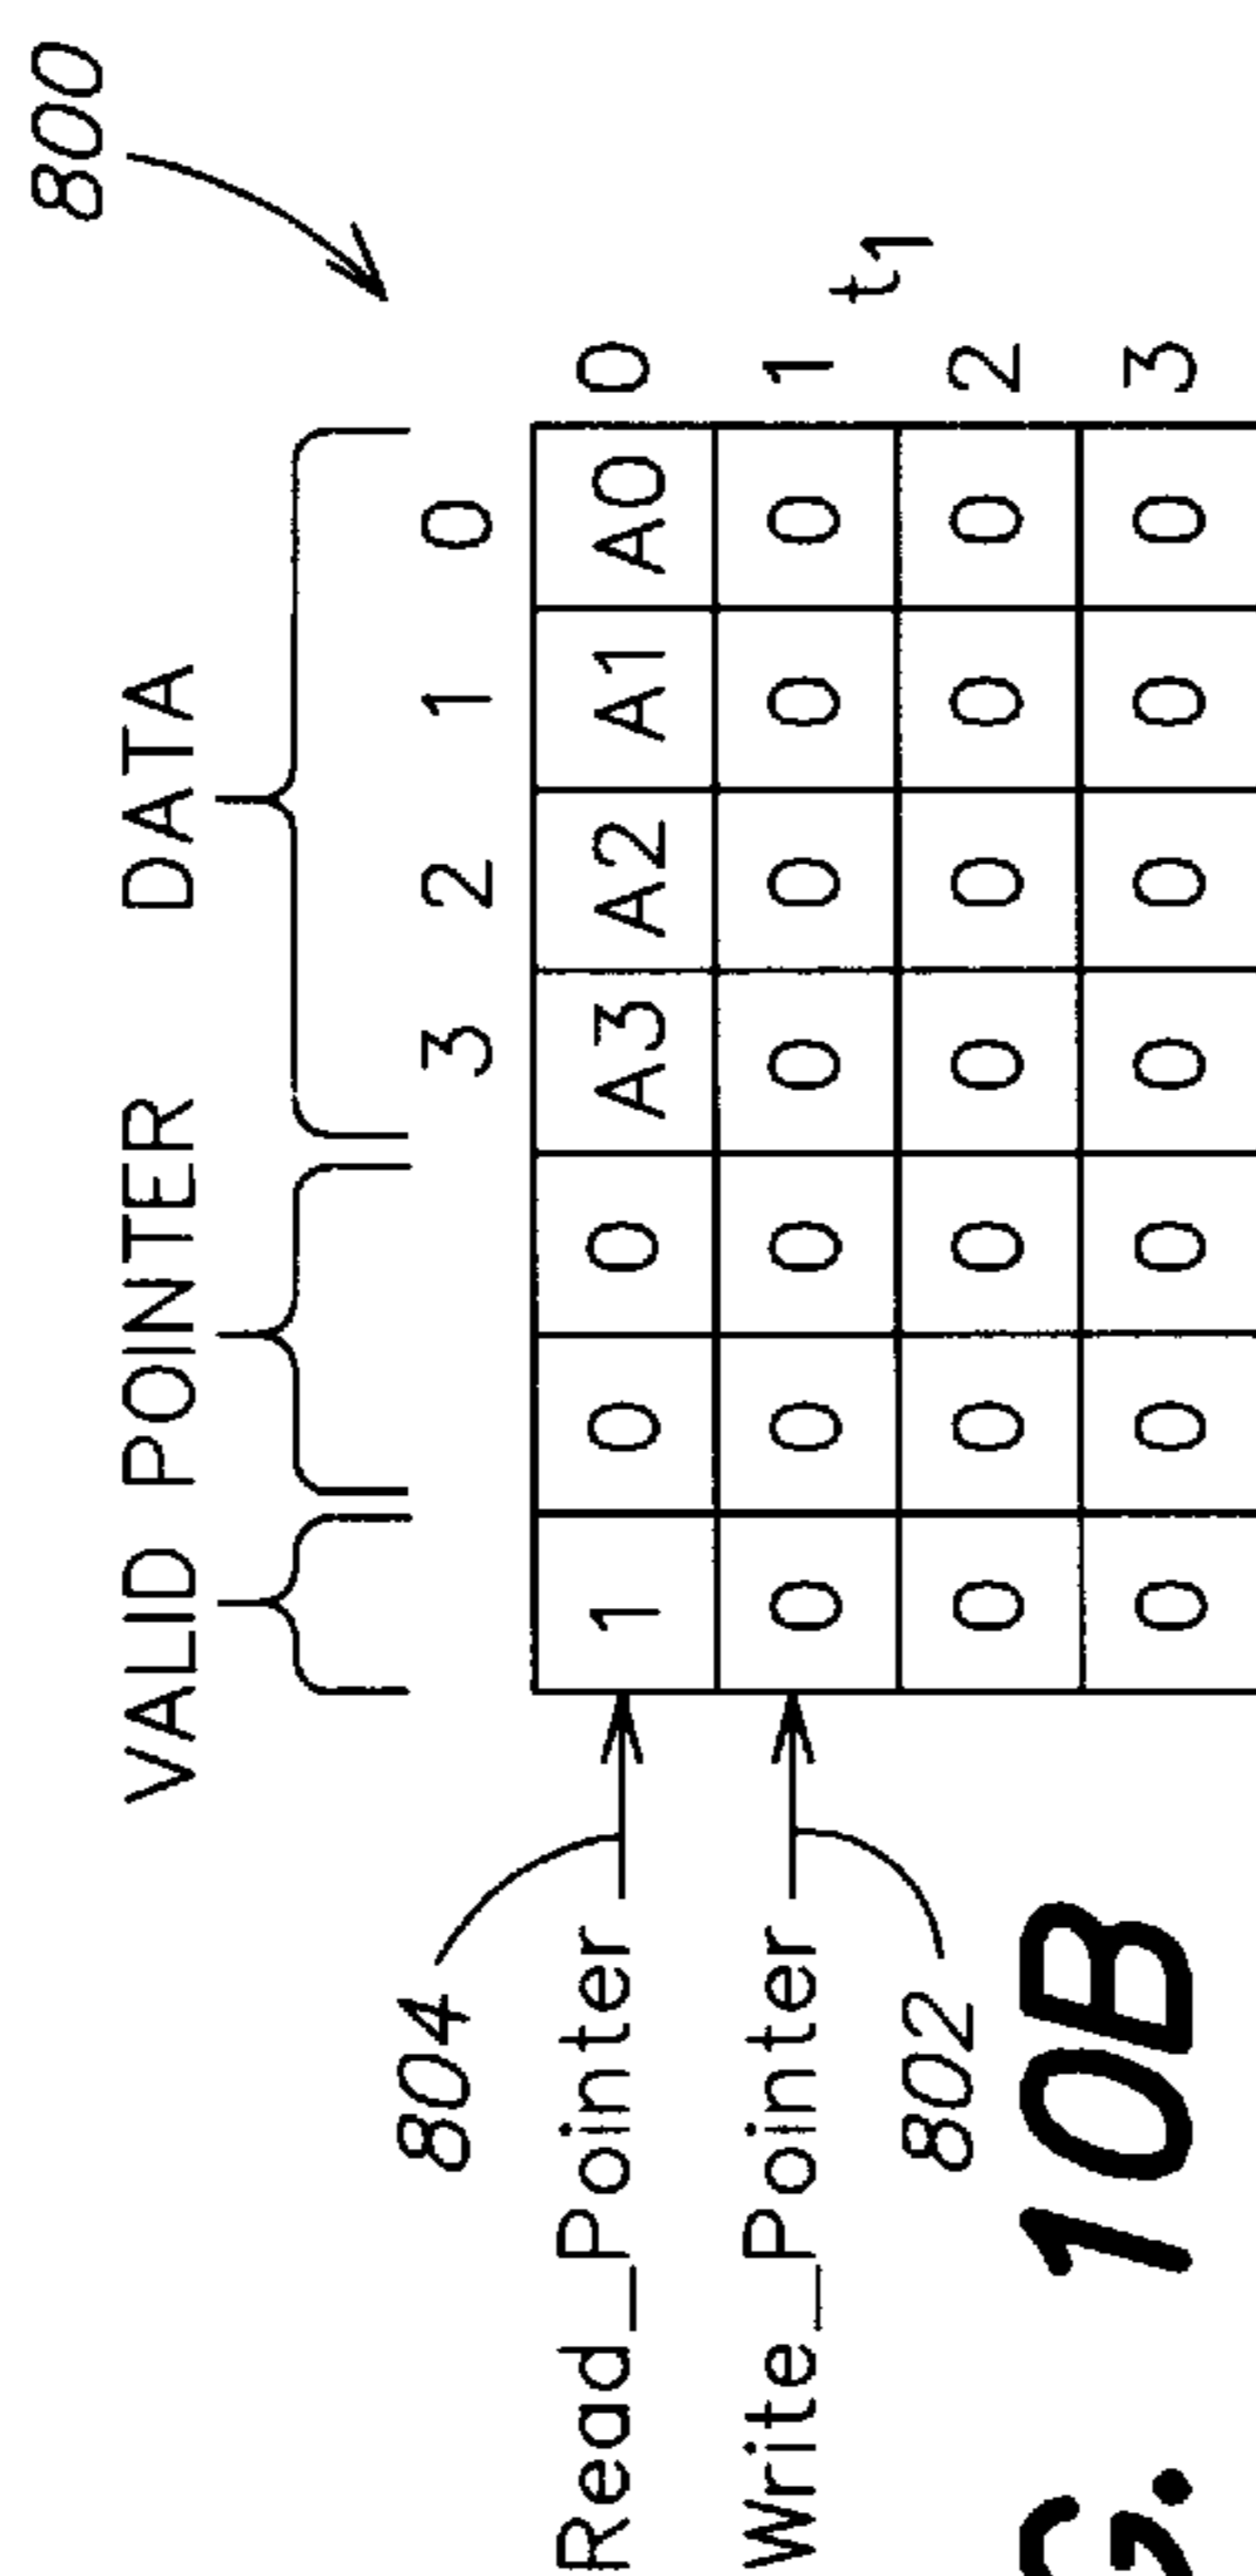 800
VALID POINTER DATA
3 2 1 0
804
Read_Pointer 1 0 0 A3 A2 A1 A0 0
Write_Pointer 0 0 0 0 0 0 0 1
t1
802
0 0 0 0 0 0 0 2
0 0 0 0 0 0 0 3
G. 10B